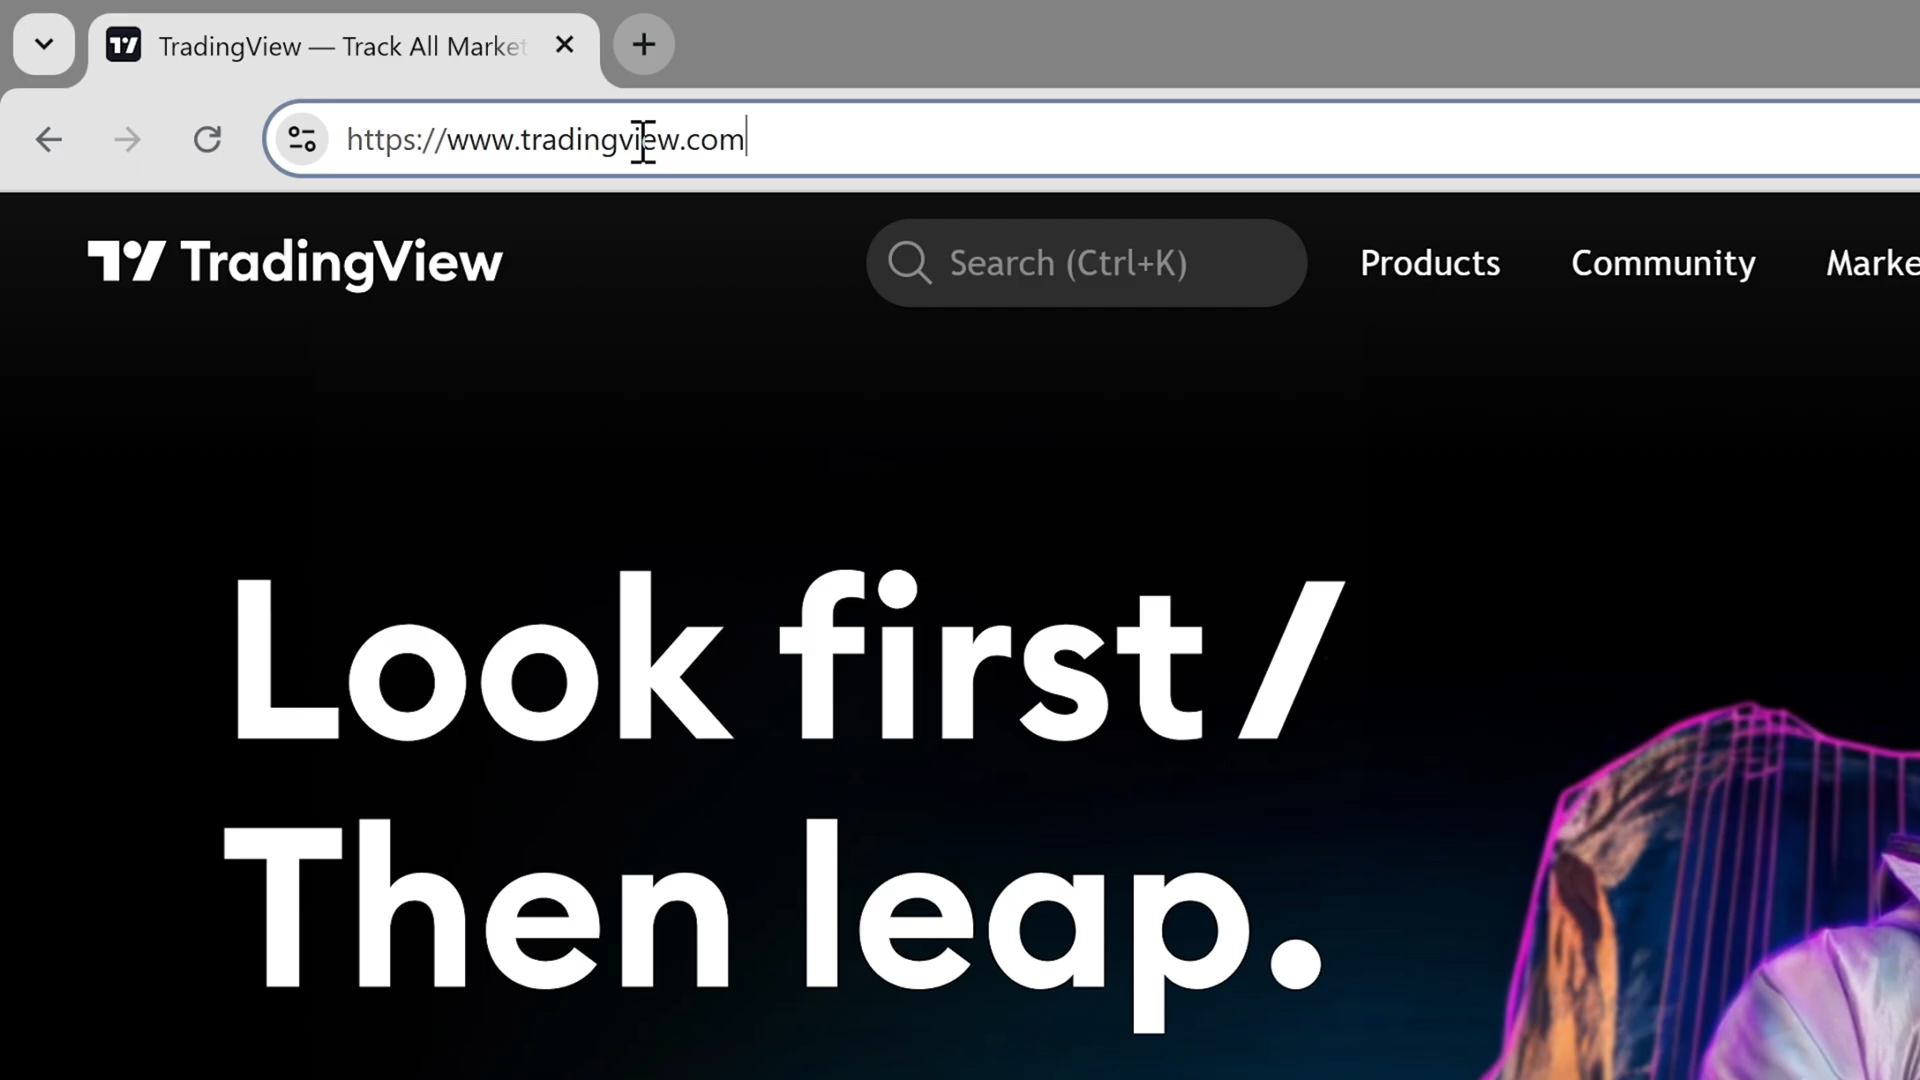 TradingView — Track All Market
https://www.tradingview.com
TradingView
Search (Ctrl+K)
Products
Community
Marke
Look first /
Then leap.